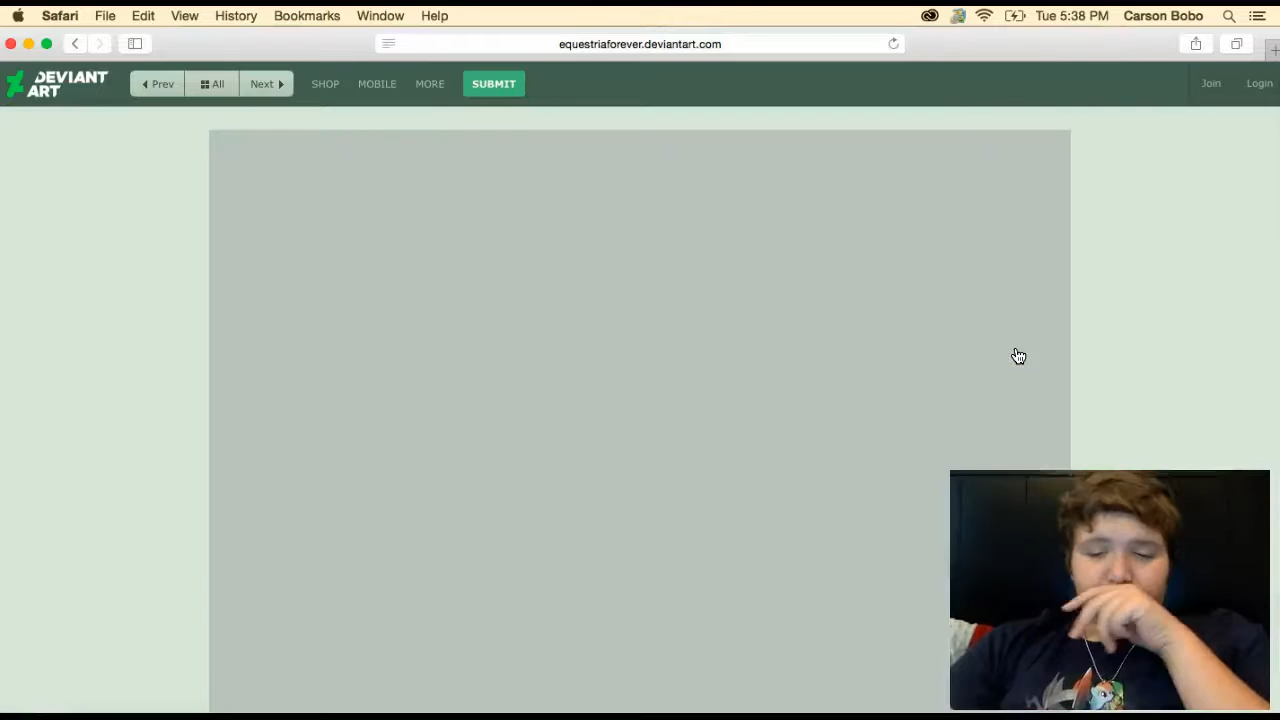 Safari File Edit View History Bookmarks Window Help Tue 5:38 PM Carson Bobo
equestriaforever.deviantart.com
DEVIANT ART Prev All Next SHOP MOBILE MORE SUBMIT Join Login